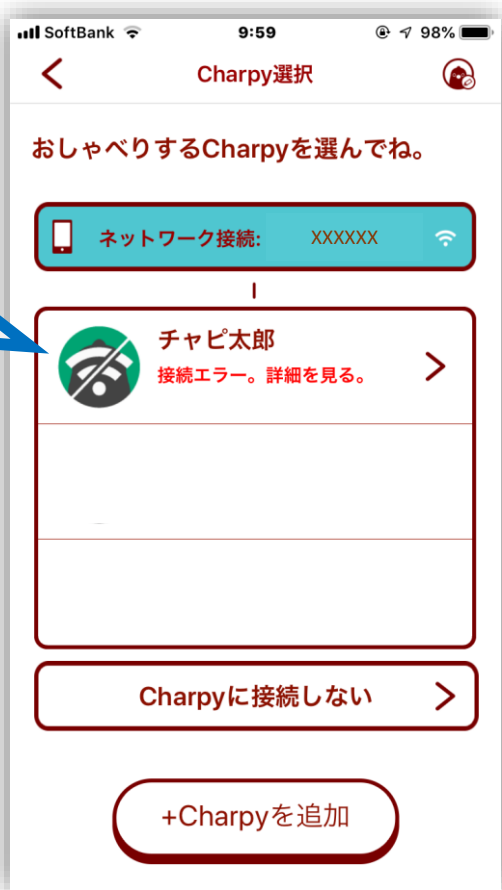 SoftBank 9:59 98%
Charpy選択
おしゃべりするCharpyを選んでね。
ネットワーク接続: XXXXXX
チャピ太郎
接続エラー。詳細を見る。
Charpyに接続しない
+Charpyを追加